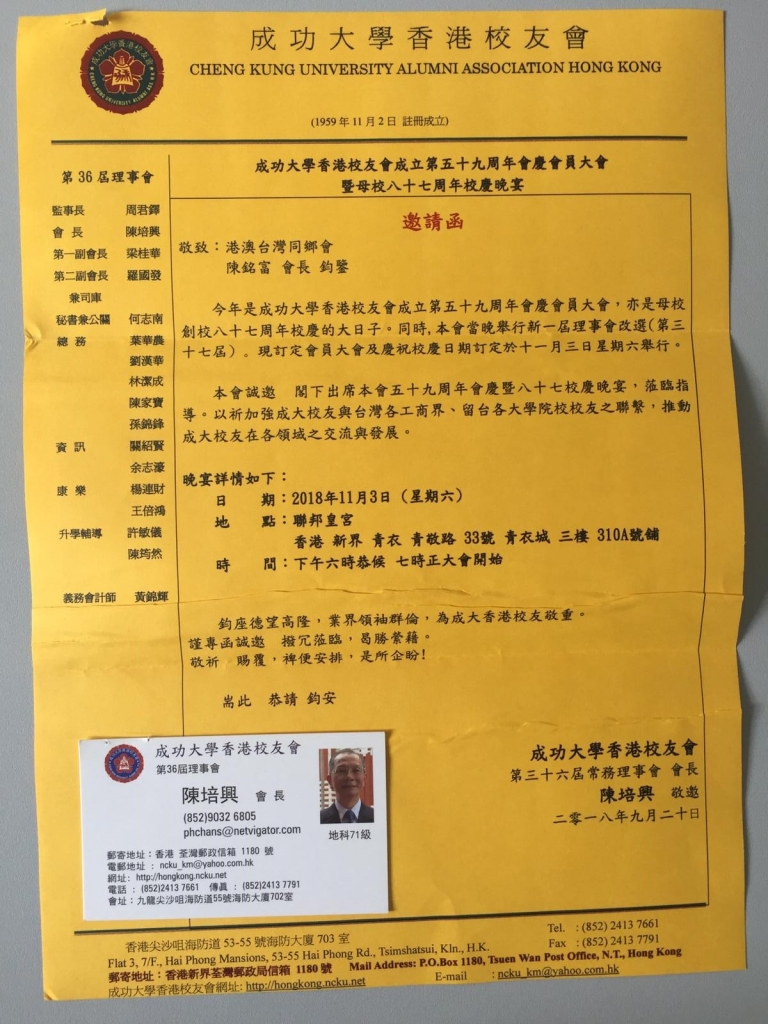 成功大學香港校友會
CHENG KUNG UNIVERSITY ALUMNI ASSOCIATION HONG KONG
(1959 年 11 月 2 日 註冊成立)
第 36 屆理事會
監事長 周君鐸
會 長 陳培興
第一副會長 梁桂華
第二副會長 羅國發
兼司庫
秘書兼公關 何志南
總 務 葉華農
劉漢華
林潔成
陳家寶
孫錦鋒
資 訊 關紹賢
余志濠
康 樂 楊連財
王倍鴻
升學輔導 許敏儀
陳筠然
義務會計師 黃錦輝
成功大學香港校友會成立第五十九周年會慶會員大會
暨母校八十七周年校慶晚宴
邀請函
敬致：港澳台灣同鄉會
陳銘富 會長 鈞鑒
今年是成功大學香港校友會成立第五十九周年會慶會員大會，亦是母校
創校八十七周年校慶的大日子。同時,本會當晚舉行新一屆理事會改選(第三
十七屆）。現訂定會員大會及慶祝校慶日期訂定於十一月三日星期六舉行。
本會誠邀 閣下出席本會五十九周年會慶暨八十七校慶晚宴，蒞臨指
導。以祈加強成大校友與台灣各工商界、留台各大學院校校友之聯繫，推動
成大校友在各領域之交流與發展。
晚宴詳情如下：
日 期：2018年11月3日（星期六）
地 點：聯邦皇宮
香港 新界 青衣 青敬路 33號 青衣城 三樓 310A號舖
時 間：下午六時恭候 七時正大會開始
鈞座德望高隆，業界領袖群倫，為成大香港校友敬重。
謹專函誠邀 撥冗蒞臨，曷勝縈藉。
敬祈 賜覆，裨便安排，是所企盼!
耑此 恭請 鈞安
成功大學香港校友會
第三十六屆常務理事會 會長
陳培興 敬邀
二零一八年九月二十日
成功大學香港校友會
第36屆理事會
陳培興 會 長
(852)9032 6805
phchans@netvigator.com
地科71級
郵寄地址：香港 荃灣郵政信箱 1180 號
電郵地址 : ncku_km@yahoo.com.hk
網址: http://hongkong.ncku.net
電話 : (852)2413 7661 傳真 : (852)2413 7791
會址：九龍尖沙咀海防道55號海防大廈702室
香港尖沙咀海防道 53-55 號海防大廈 703 室
Tel. : (852) 2413 7661
Flat 3, 7/F., Hai Phong Mansions, 53-55 Hai Phong Rd., Tsimshatsui, Kln., H.K.
Fax : (852) 2413 7791
郵寄地址：香港新界荃灣郵政局信箱 1180 號 Mail Address: P.O.Box 1180, Tsuen Wan Post Office, N.T., Hong Kong
成功大學香港校友會網址: http://hongkong.ncku.net
E-mail : ncku_km@yahoo.com.hk